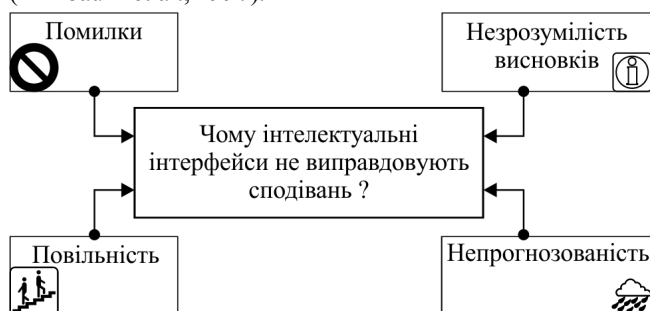 Помилки
Незрозумілість
висновків
Чому інтелектуальні
інтерфейси не виправдовують
сподівань ?
Повільність
Непрогнозованість